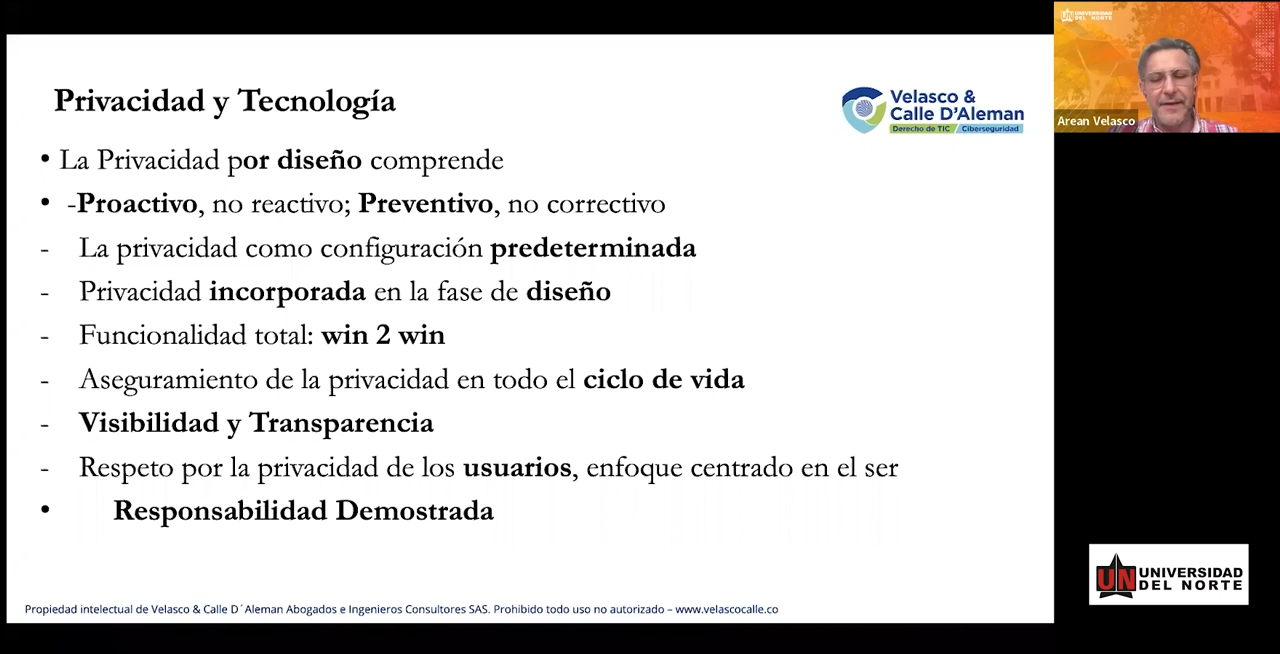 Privacidad y Tecnología
Velasco &
Calle D'Aleman
Derecho de TIC / Ciberseguridad
• La Privacidad por diseño comprende
• -Proactivo, no reactivo; Preventivo, no correctivo
- La privacidad como configuración predeterminada
- Privacidad incorporada en la fase de diseño
- Funcionalidad total: win 2 win
- Aseguramiento de la privacidad en todo el ciclo de vida
- Visibilidad y Transparencia
- Respeto por la privacidad de los usuarios, enfoque centrado en el ser
• Responsabilidad Demostrada
Propiedad intelectual de Velasco & Calle D´Aleman Abogados e Ingenieros Consultores SAS. Prohibido todo uso no autorizado – www.velascocalle.co
UNIVERSIDAD
DEL NORTE
Arean Velasco
UN
UNIVERSIDAD
DEL NORTE